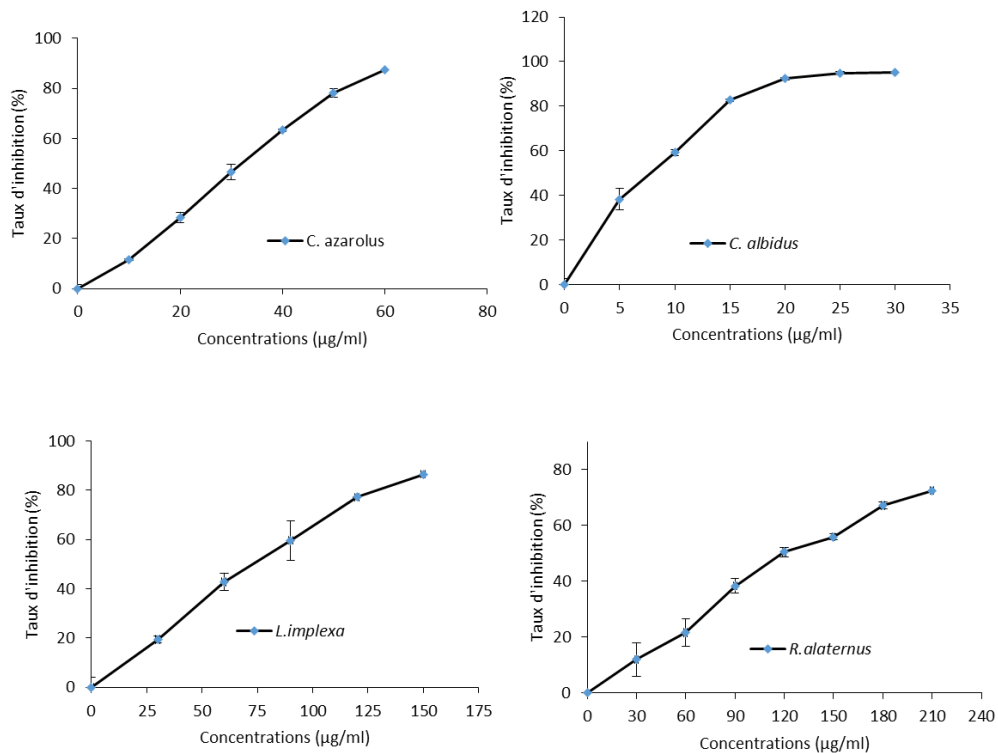 Taux d'inhibition (%)
100
80
60
40
20
0
C. azarolus
0 20 40 60 80
Concentrations (µg/ml)
Taux d'inhibition (%)
120
100
80
60
40
20
0
C. albidus
0 5 10 15 20 25 30 35
Concentrations (µg/ml)
Taux d'inhibition (%)
100
80
60
40
20
0
L.implexa
0 25 50 75 100 125 150 175
Concentrations (µg/ml)
Taux d'inhibition (%)
80
60
40
20
0
R.alaternus
0 30 60 90 120 150 180 210 240
Concentrations (µg/ml)